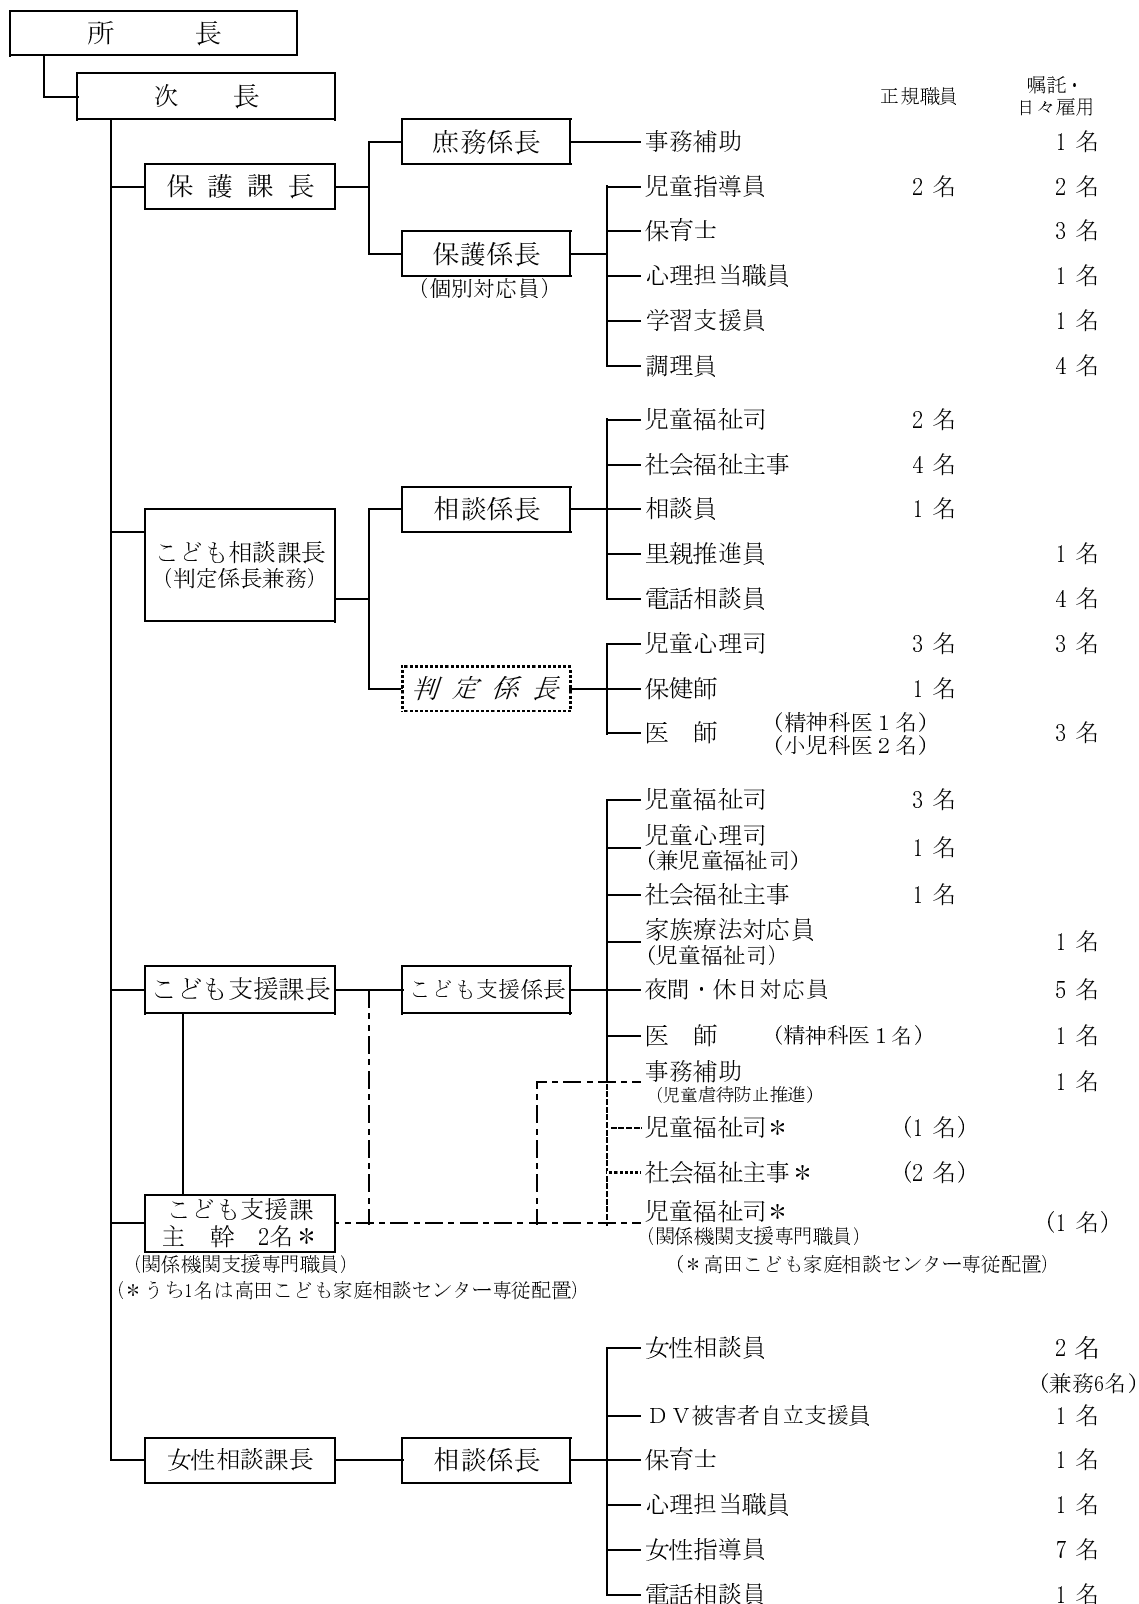 所　長
次　長
正規職員
嘱託・
日々雇用
庶務係長
事務補助 1 名
保護課長
児童指導員 2 名 2 名
保育士 3 名
保護係長
(個別対応員)
心理担当職員 1 名
学習支援員 1 名
調理員 4 名
児童福祉司 2 名
社会福祉主事 4 名
相談係長
相談員 1 名
こども相談課長
(判定係長兼務)
里親推進員 1 名
電話相談員 4 名
児童心理司 3 名 3 名
判定係長
保健師 1 名
医　師 (精神科医１名)
(小児科医２名) 3 名
児童福祉司 3 名
児童心理司
(兼児童福祉司) 1 名
社会福祉主事 1 名
家族療法対応員
(児童福祉司) 1 名
こども支援課長
こども支援係長
夜間・休日対応員 5 名
医　師 (精神科医１名) 1 名
事務補助
(児童虐待防止推進) 1 名
児童福祉司＊ (1 名)
社会福祉主事＊ (2 名)
こども支援課
主　幹　2名＊
(関係機関支援専門職員)
(＊うち1名は高田こども家庭相談センター専従配置)
児童福祉司＊
(関係機関支援専門職員) (1 名)
(＊高田こども家庭相談センター専従配置)
女性相談員 2 名
(兼務6名)
ＤＶ被害者自立支援員 1 名
女性相談課長
相談係長
保育士 1 名
心理担当職員 1 名
女性指導員 7 名
電話相談員 1 名